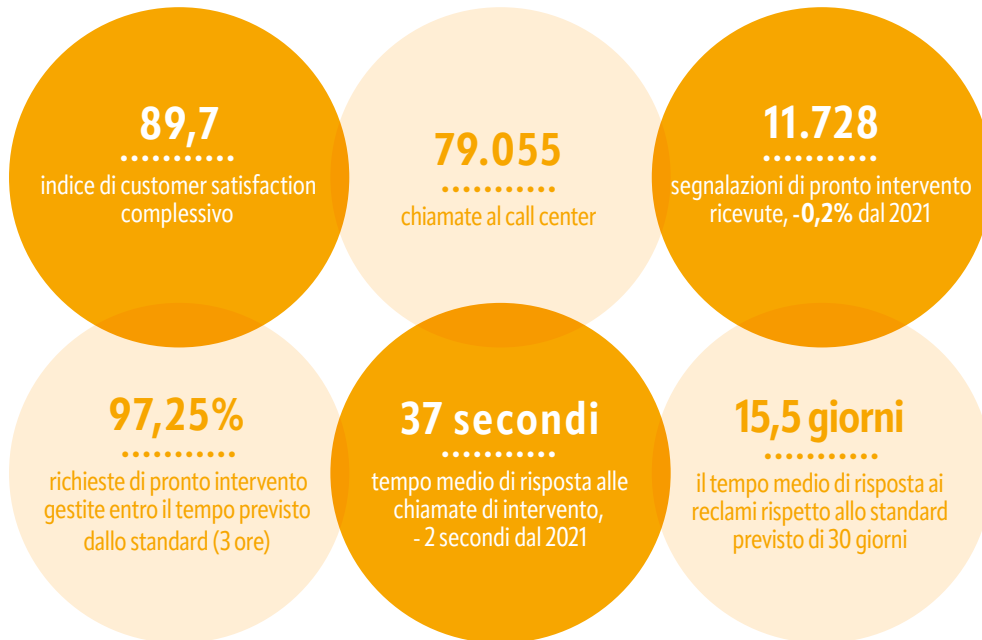 89,7
indice di customer satisfaction
complessivo
79.055
chiamate al call center
11.728
segnalazioni di pronto intervento
ricevute, -0,2% dal 2021
97,25%
richieste di pronto intervento
gestite entro il tempo previsto
dallo standard (3 ore)
37 secondi
tempo medio di risposta alle
chiamate di intervento,
- 2 secondi dal 2021
15,5 giorni
il tempo medio di risposta ai
reclami rispetto allo standard
previsto di 30 giorni